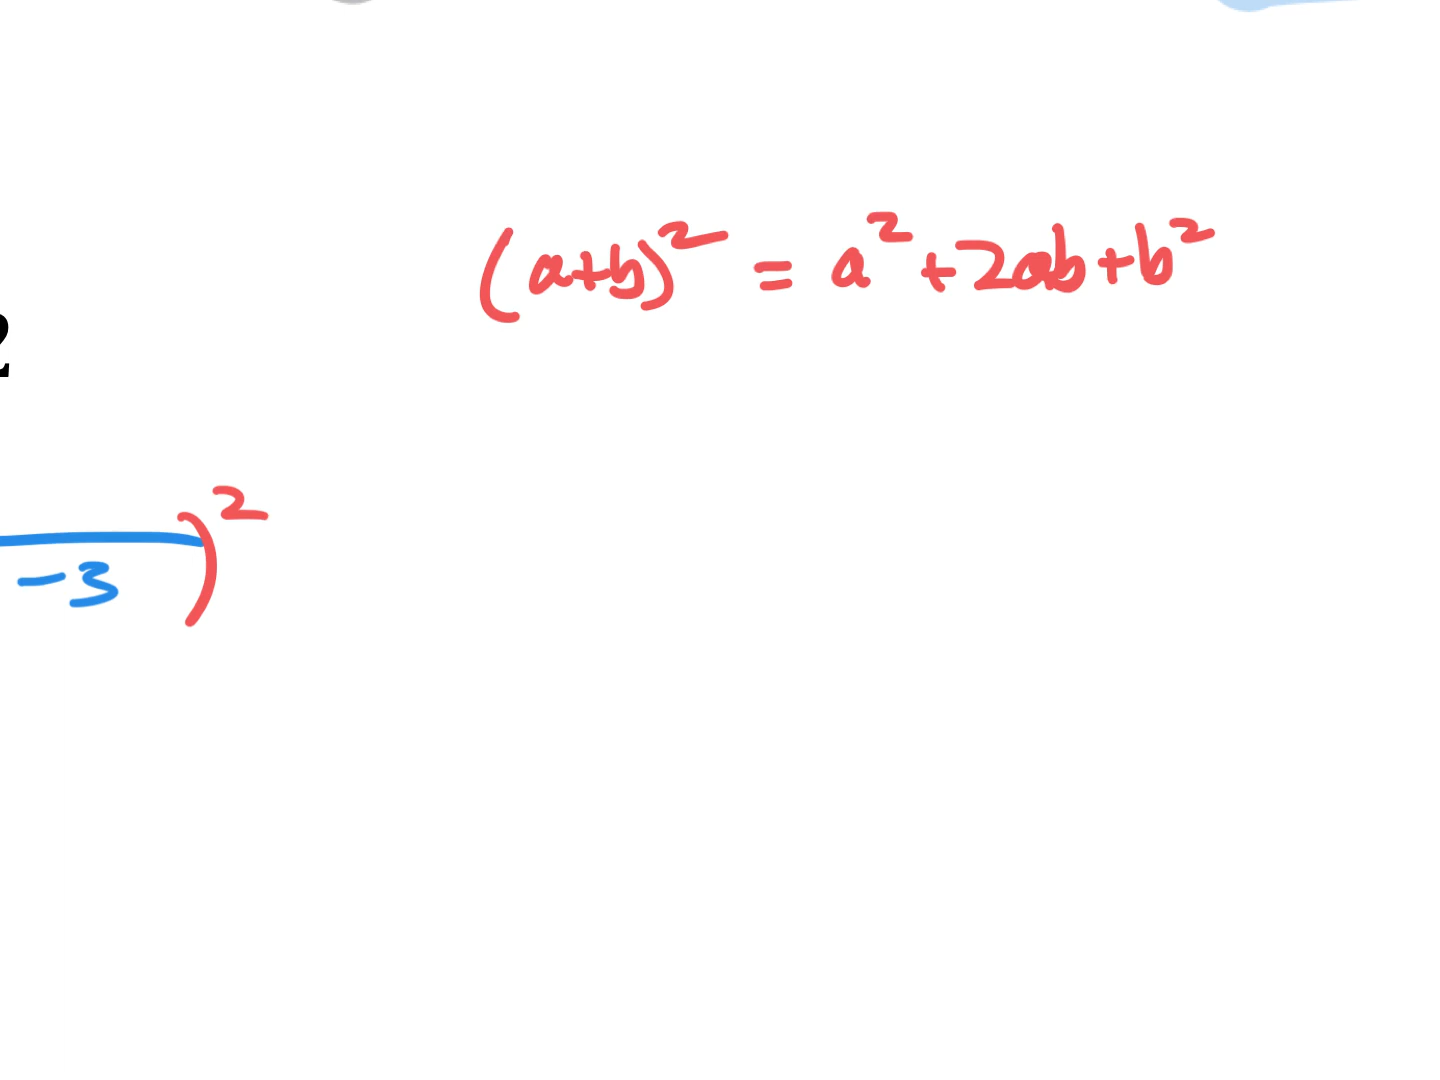 (a+b)² = a²+2ab+b²
2
)²
-3